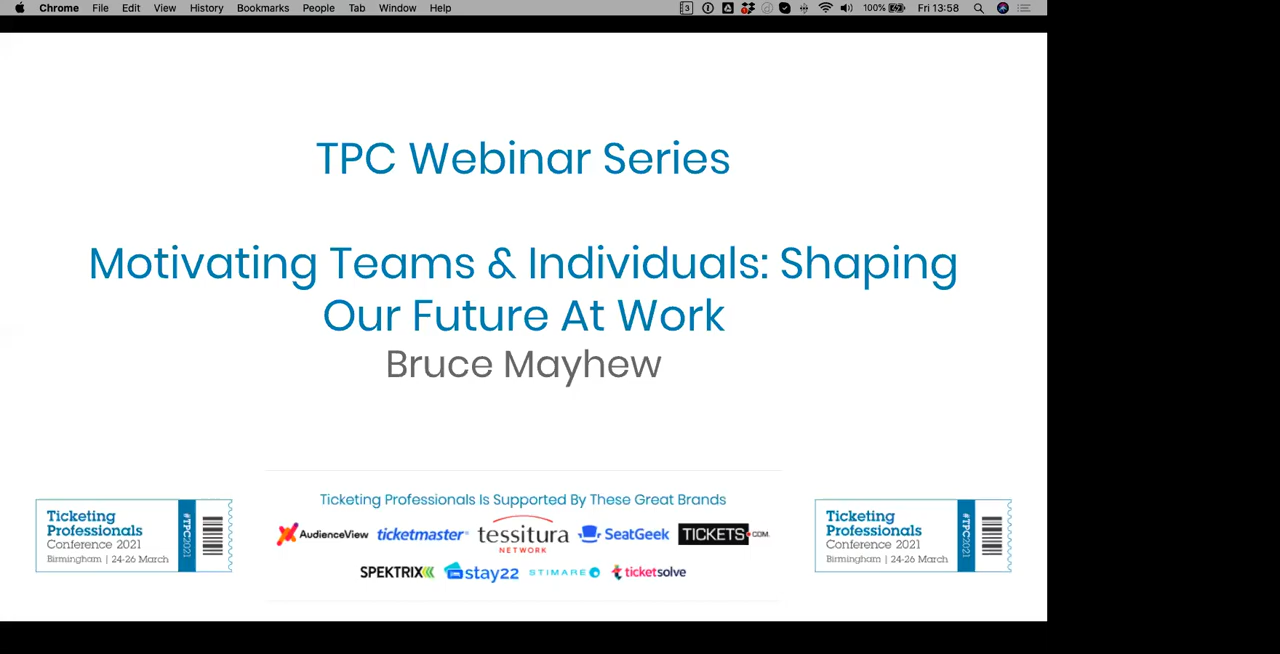 Chrome File Edit View History Bookmarks People Tab Window Help
3 100% Fri 13:58
TPC Webinar Series
Motivating Teams & Individuals: Shaping
Our Future At Work
Bruce Mayhew
Ticketing Professionals Is Supported By These Great Brands
AudienceView ticketmaster tessitura NETWORK SeatGeek TICKETS.COM
SPEKTRIX stay22 STIMARE ticketsolve
Ticketing
Professionals
Conference 2021
Birmingham | 24-26 March
#TPC2021
Ticketing
Professionals
Conference 2021
Birmingham | 24-26 March
#TPC2021